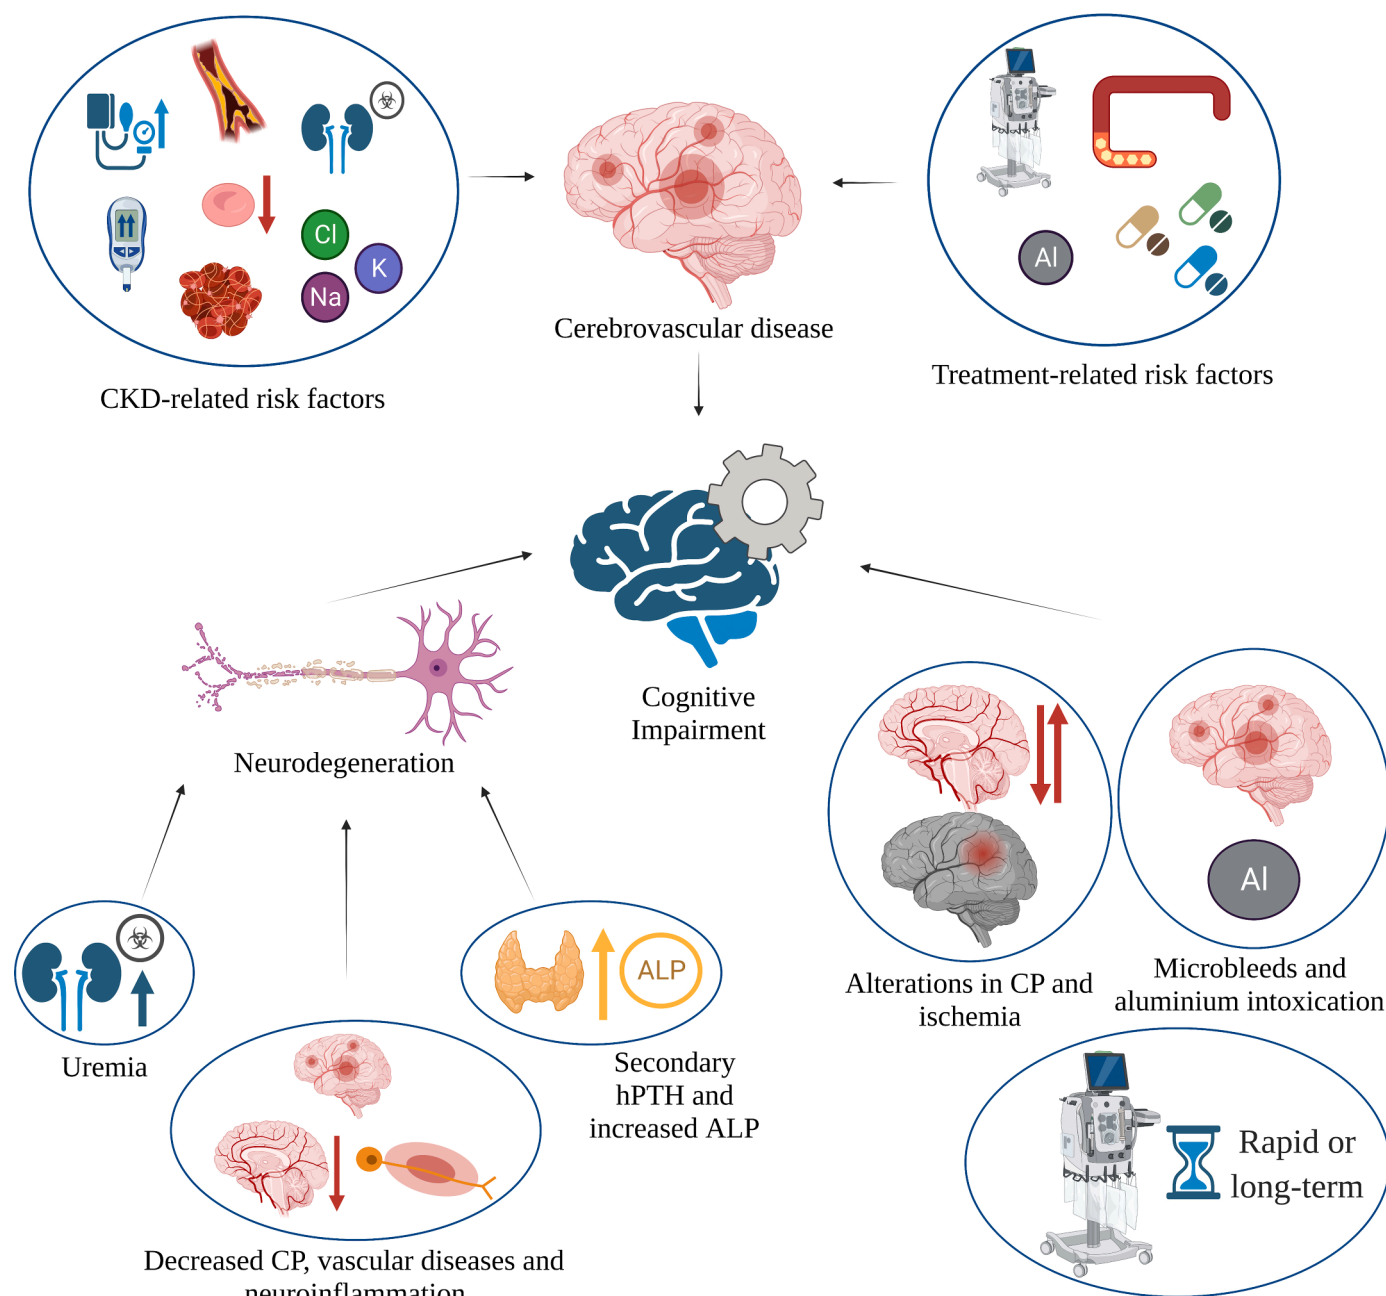 Cl
K
Na
Al
Cerebrovascular disease
CKD-related risk factors
Treatment-related risk factors
Cognitive
Impairment
Neurodegeneration
Al
ALP
Uremia
Secondary
hPTH and
increased ALP
Alterations in CP and
ischemia
Microbleeds and
aluminium intoxication
Rapid or
long-term
Decreased CP, vascular diseases and
neuroinflammation